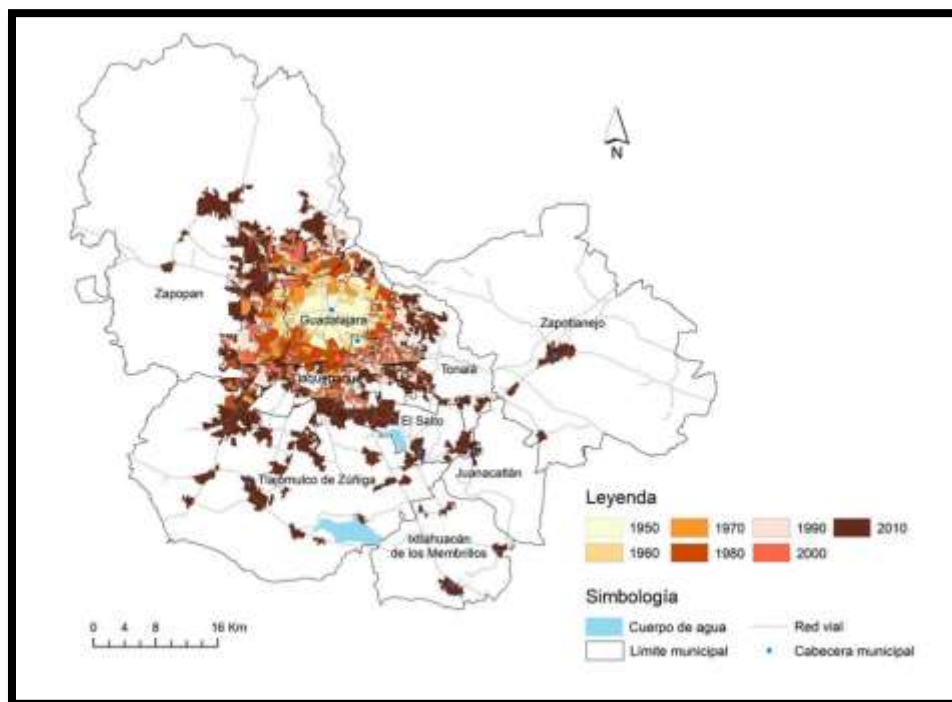 N
Zapopan
Guadalajara
Zapotlanejo
Tonalá
Tlaquepaque
El Salto
Juanacatlán
Tlajomulco de Zúñiga
Ixtlahuacán
de los Membrillos
Leyenda
1950 1970 1990 2010
1960 1980 2000
Simbología
Cuerpo de agua Red vial
Límite municipal Cabecera municipal
0 4 8 16 Km